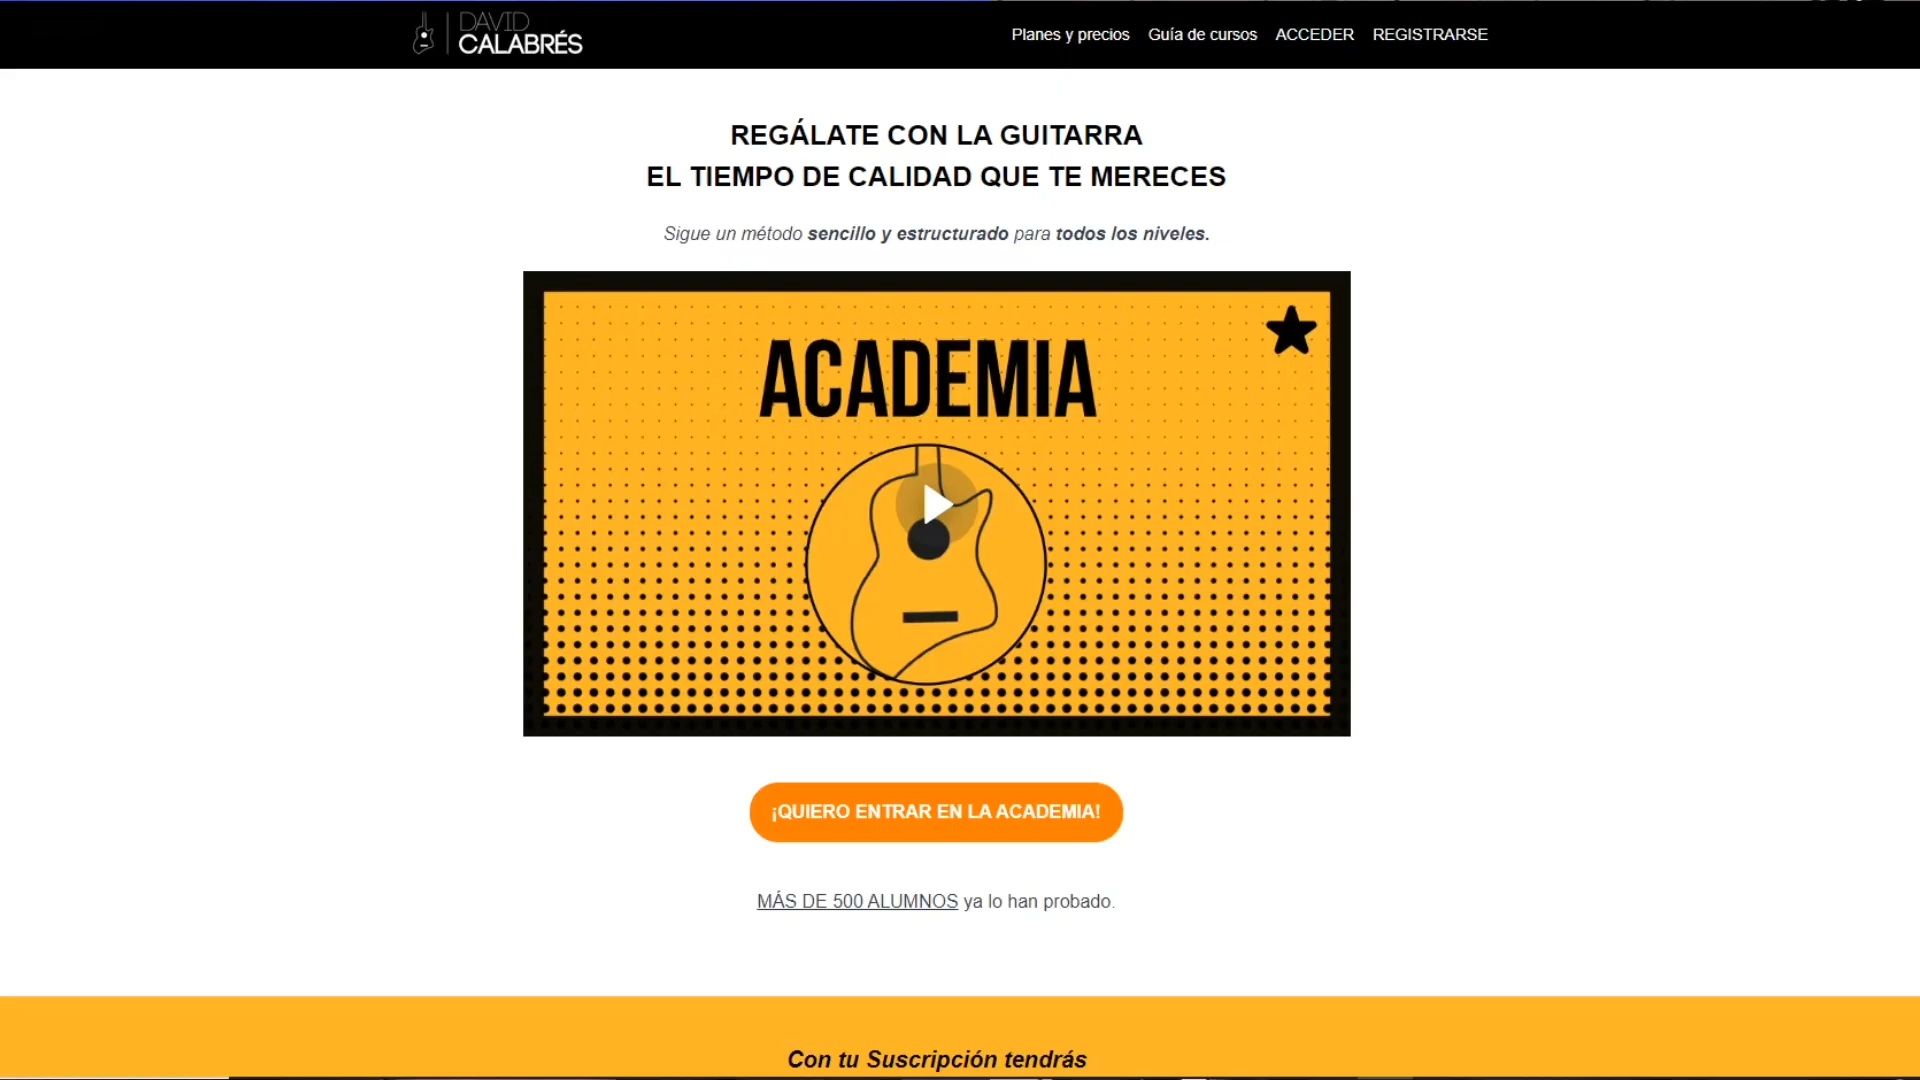 DAVID
CALABRÉS
Planes y precios
Guía de cursos
ACCEDER
REGISTRARSE
REGÁLATE CON LA GUITARRA
EL TIEMPO DE CALIDAD QUE TE MERECES
Sigue un método sencillo y estructurado para todos los niveles.
ACADEMIA
¡QUIERO ENTRAR EN LA ACADEMIA!
MÁS DE 500 ALUMNOS ya lo han probado.
Con tu Suscripción tendrás